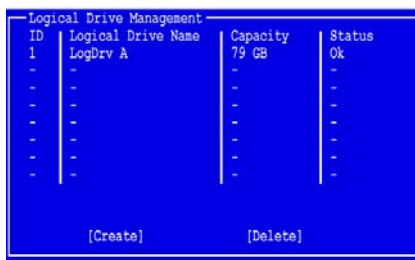 Logical Drive Management
ID Logical Drive Name Capacity Status
1 LogDrv A 79 GB Ok
- - - -
- - - -
- - - -
- - - -
- - - -
- - - -
- - - -
[Create] [Delete]